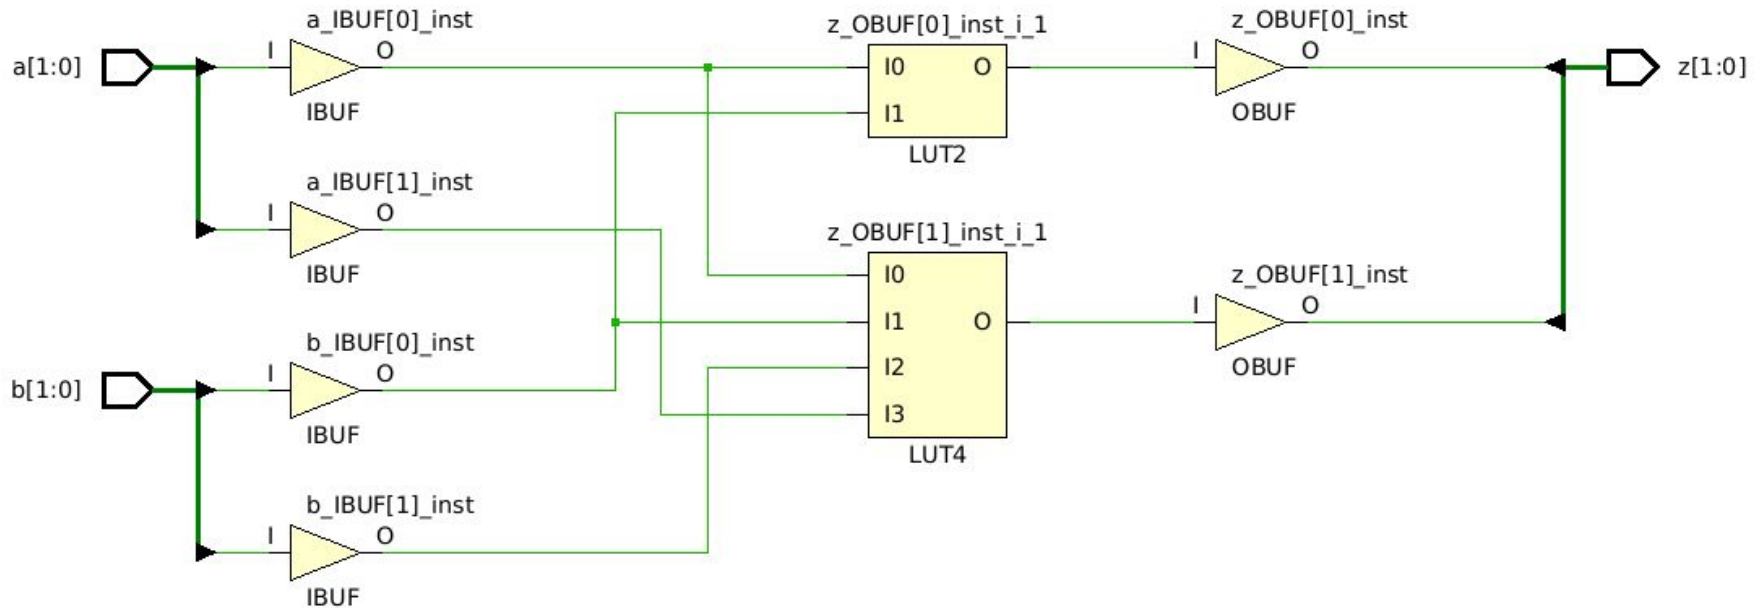 a[1:0]
a_IBUF[0]_inst
I
O
IBUF
a_IBUF[1]_inst
I
O
IBUF
b[1:0]
b_IBUF[0]_inst
I
O
IBUF
b_IBUF[1]_inst
I
O
IBUF
z_OBUF[0]_inst_i_1
I0
O
I1
LUT2
z_OBUF[1]_inst_i_1
I0
I1
O
I2
I3
LUT4
z_OBUF[0]_inst
I
O
OBUF
z_OBUF[1]_inst
I
O
OBUF
z[1:0]